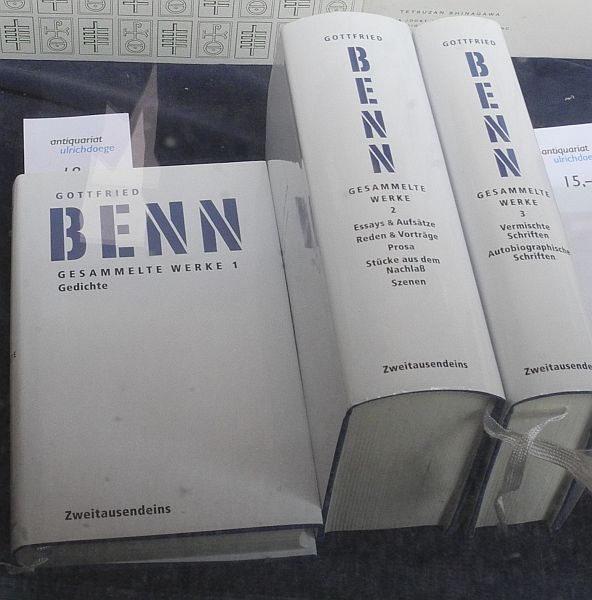 TETRUZAN SHINAGAWA
antiquariat
ulrichdoege
GOTTFRIED
BENN
GESAMMELTE WERKE 1
Gedichte
Zweitausendeins
GOTTFRIED
BENN
GESAMMELTE
WERKE
2
Essays & Aufsätze
Reden & Vorträge
Prosa
Stücke aus dem
Nachlaß
Szenen
Zweitausendeins
GOTTFRIED
BENN
GESAMMELTE
WERKE
3
Vermischte
Schriften
Autobiographische
Schriften
Zweitausende
antiquariat
ulrichdoege
15.–